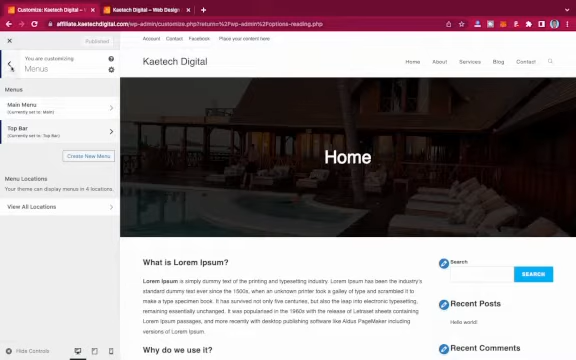 Customize: Kaetech Digital –
Kaetech Digital – Web Design
affiliate.kaetechdigital.com/wp-admin/customize.php?return=%2Fwp-admin%2Foptions-reading.php
Published
You are customizing
Menus
Menus
Main Menu
(Currently set to: Main)
Top Bar
(Currently set to: Top Bar)
Create New Menu
Menu Locations
Your theme can display menus in 4 locations.
View All Locations
Hide Controls
Account Contact Facebook Place your content here
Kaetech Digital
Home About Services Blog Contact
Home
What is Lorem Ipsum?
Lorem Ipsum is simply dummy text of the printing and typesetting industry. Lorem Ipsum has been the industry's
standard dummy text ever since the 1500s, when an unknown printer took a galley of type and scrambled it to
make a type specimen book. It has survived not only five centuries, but also the leap into electronic typesetting,
remaining essentially unchanged. It was popularised in the 1960s with the release of Letraset sheets containing
Lorem Ipsum passages, and more recently with desktop publishing software like Aldus PageMaker including
versions of Lorem Ipsum.
Why do we use it?
Search
SEARCH
Recent Posts
Hello world!
Recent Comments